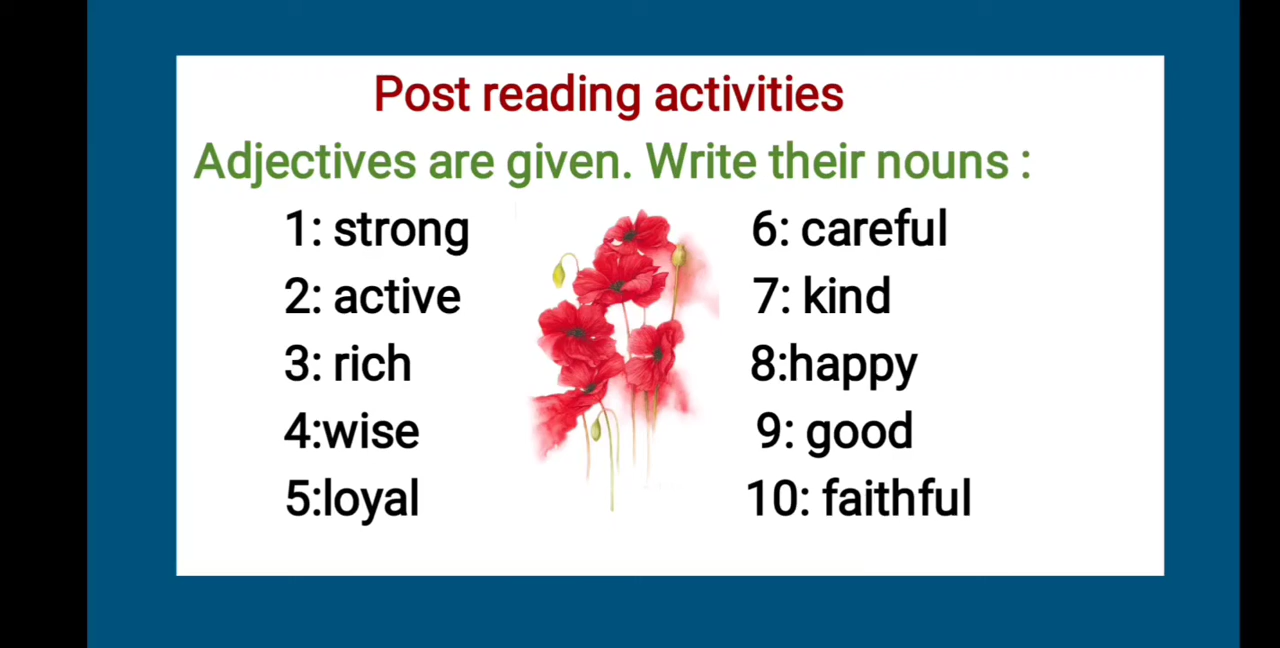 Post reading activities
Adjectives are given. Write their nouns :
1: strong
2: active
3: rich
4:wise
5:loyal
6: careful
7: kind
8:happy
9: good
10: faithful